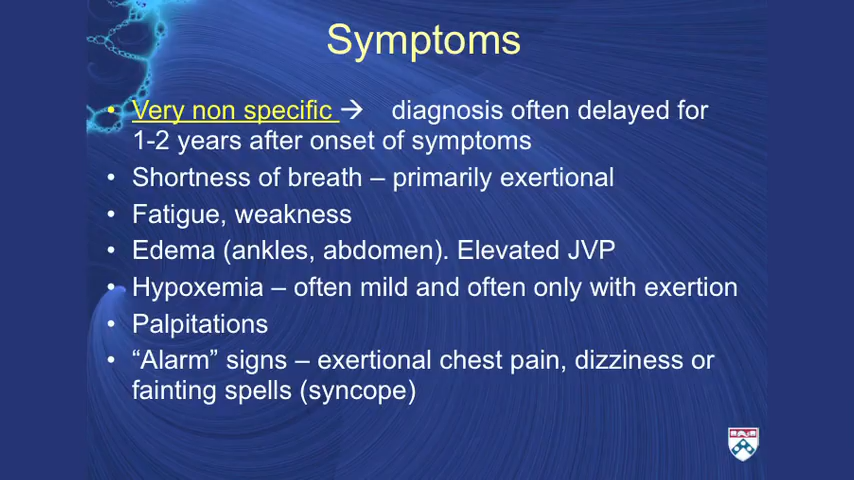 Symptoms
• Very non specific → diagnosis often delayed for
1-2 years after onset of symptoms
• Shortness of breath – primarily exertional
• Fatigue, weakness
• Edema (ankles, abdomen). Elevated JVP
• Hypoxemia – often mild and often only with exertion
• Palpitations
• “Alarm” signs – exertional chest pain, dizziness or
fainting spells (syncope)